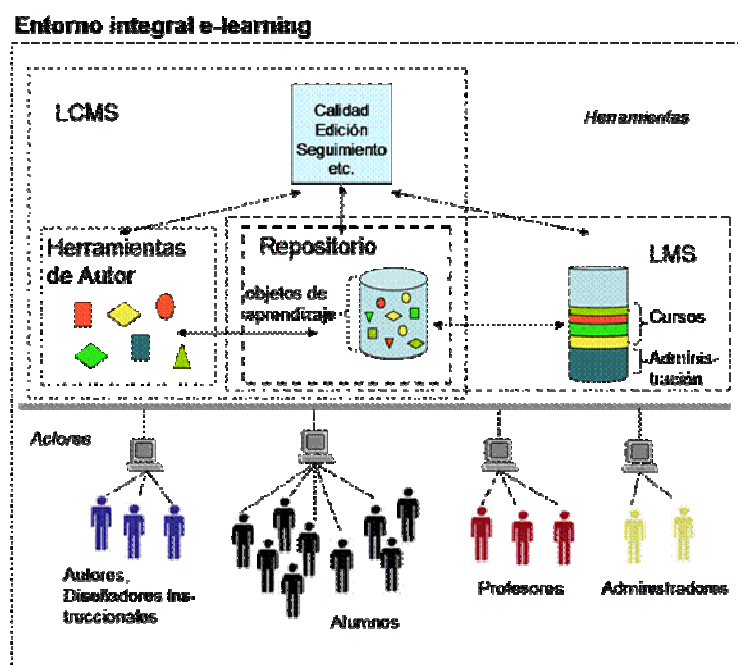 Entorno integral e-learning
LCMS
Calidad
Edición
Seguimiento
etc.
Herramientas
Herramientas
de Autor
Repositorio
objetos de
aprendizaje
LMS
Cursos
Adminis-
tración
Actores
Autores,
Diseñadores Ins-
truccionales
Alumnos
Profesores
Administradores